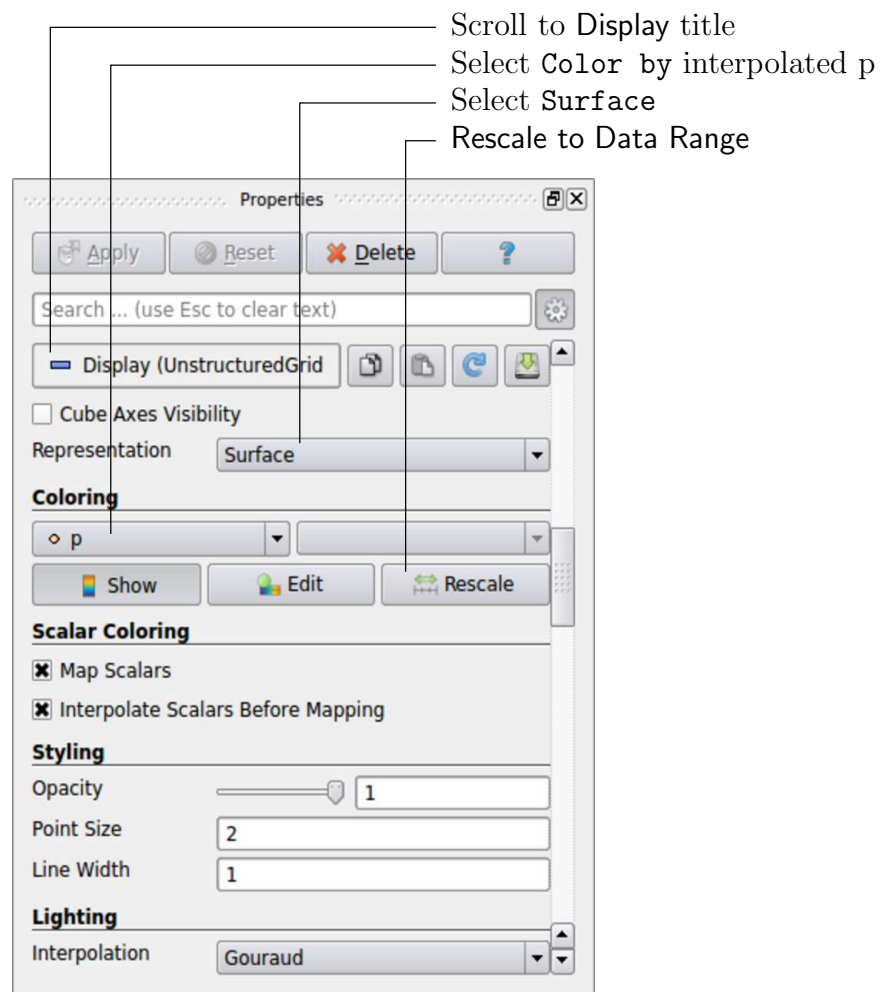 Scroll to Display title
Select Color by interpolated p
Select Surface
Rescale to Data Range
Properties
Apply Reset Delete ?
Search ... (use Esc to clear text)
Display (UnstructuredGrid
Cube Axes Visibility
Representation Surface
Coloring
p
Show Edit Rescale
Scalar Coloring
Map Scalars
Interpolate Scalars Before Mapping
Styling
Opacity 1
Point Size 2
Line Width 1
Lighting
Interpolation Gouraud